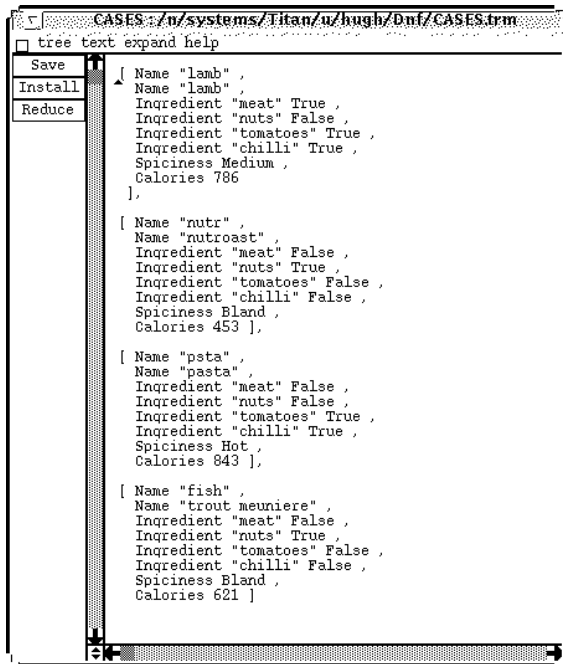 CASES:/n/systems/Titan/u/hugh/Dnf/CASES.trm
tree text expand help
Save
Install
Reduce
[ Name "lamb" ,
Name "lamb" ,
Ingredient "meat" True ,
Ingredient "nuts" False ,
Ingredient "tomatoes" True ,
Ingredient "chilli" True ,
Spiciness Medium ,
Calories 786
],
[ Name "nutr" ,
Name "nutroast" ,
Ingredient "meat" False ,
Ingredient "nuts" True ,
Ingredient "tomatoes" False ,
Ingredient "chilli" False ,
Spiciness Bland ,
Calories 453 ],
[ Name "psta" ,
Name "pasta" ,
Ingredient "meat" False ,
Ingredient "nuts" False ,
Ingredient "tomatoes" True ,
Ingredient "chilli" True ,
Spiciness Hot ,
Calories 843 ],
[ Name "fish" ,
Name "trout meuniere" ,
Ingredient "meat" False ,
Ingredient "nuts" True ,
Ingredient "tomatoes" False ,
Ingredient "chilli" False ,
Spiciness Bland ,
Calories 621 ]